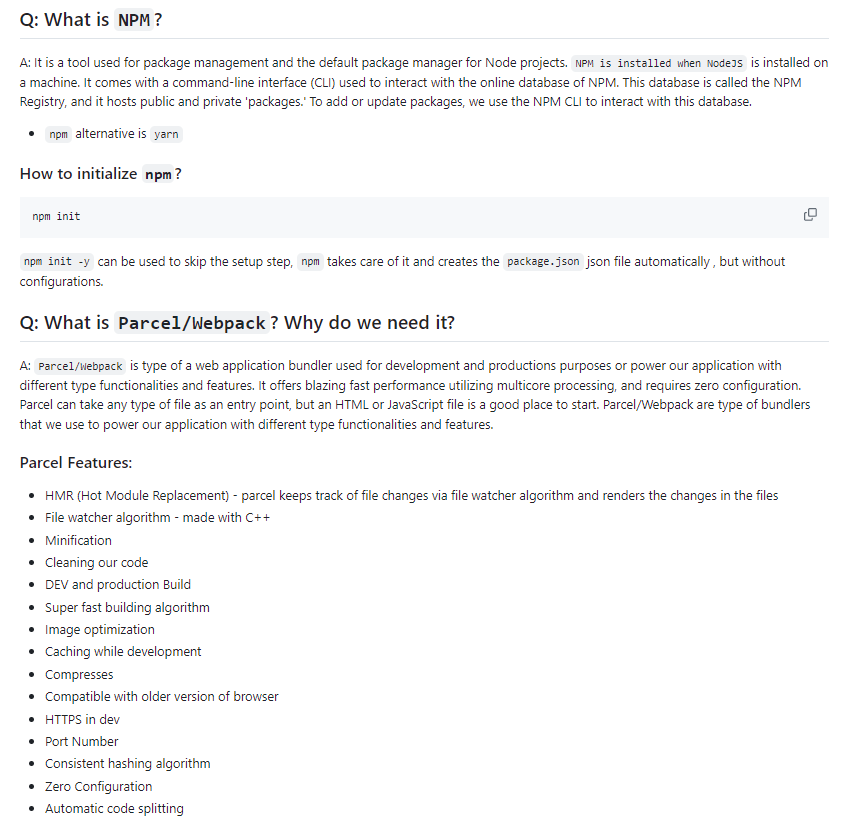 Q: What is NPM?
A: It is a tool used for package management and the default package manager for Node projects. NPM is installed when NodeJS is installed on
a machine. It comes with a command-line interface (CLI) used to interact with the online database of NPM. This database is called the NPM
Registry, and it hosts public and private 'packages.' To add or update packages, we use the NPM CLI to interact with this database.
• npm alternative is yarn
How to initialize npm?
npm init
npm init -y can be used to skip the setup step, npm takes care of it and creates the package.json json file automatically , but without
configurations.
Q: What is Parcel/Webpack? Why do we need it?
A: Parcel/Webpack is type of a web application bundler used for development and productions purposes or power our application with
different type functionalities and features. It offers blazing fast performance utilizing multicore processing, and requires zero configuration.
Parcel can take any type of file as an entry point, but an HTML or JavaScript file is a good place to start. Parcel/Webpack are type of bundlers
that we use to power our application with different type functionalities and features.
Parcel Features:
• HMR (Hot Module Replacement) - parcel keeps track of file changes via file watcher algorithm and renders the changes in the files
• File watcher algorithm - made with C++
• Minification
• Cleaning our code
• DEV and production Build
• Super fast building algorithm
• Image optimization
• Caching while development
• Compresses
• Compatible with older version of browser
• HTTPS in dev
• Port Number
• Consistent hashing algorithm
• Zero Configuration
• Automatic code splitting